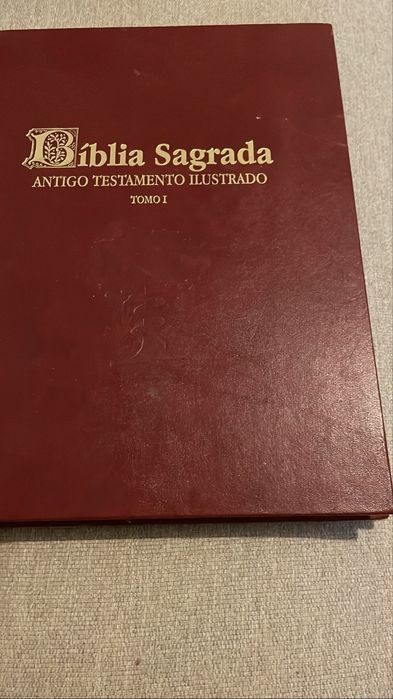 Bíblia Sagrada
ANTIGO TESTAMENTO ILUSTRADO
TOMO I